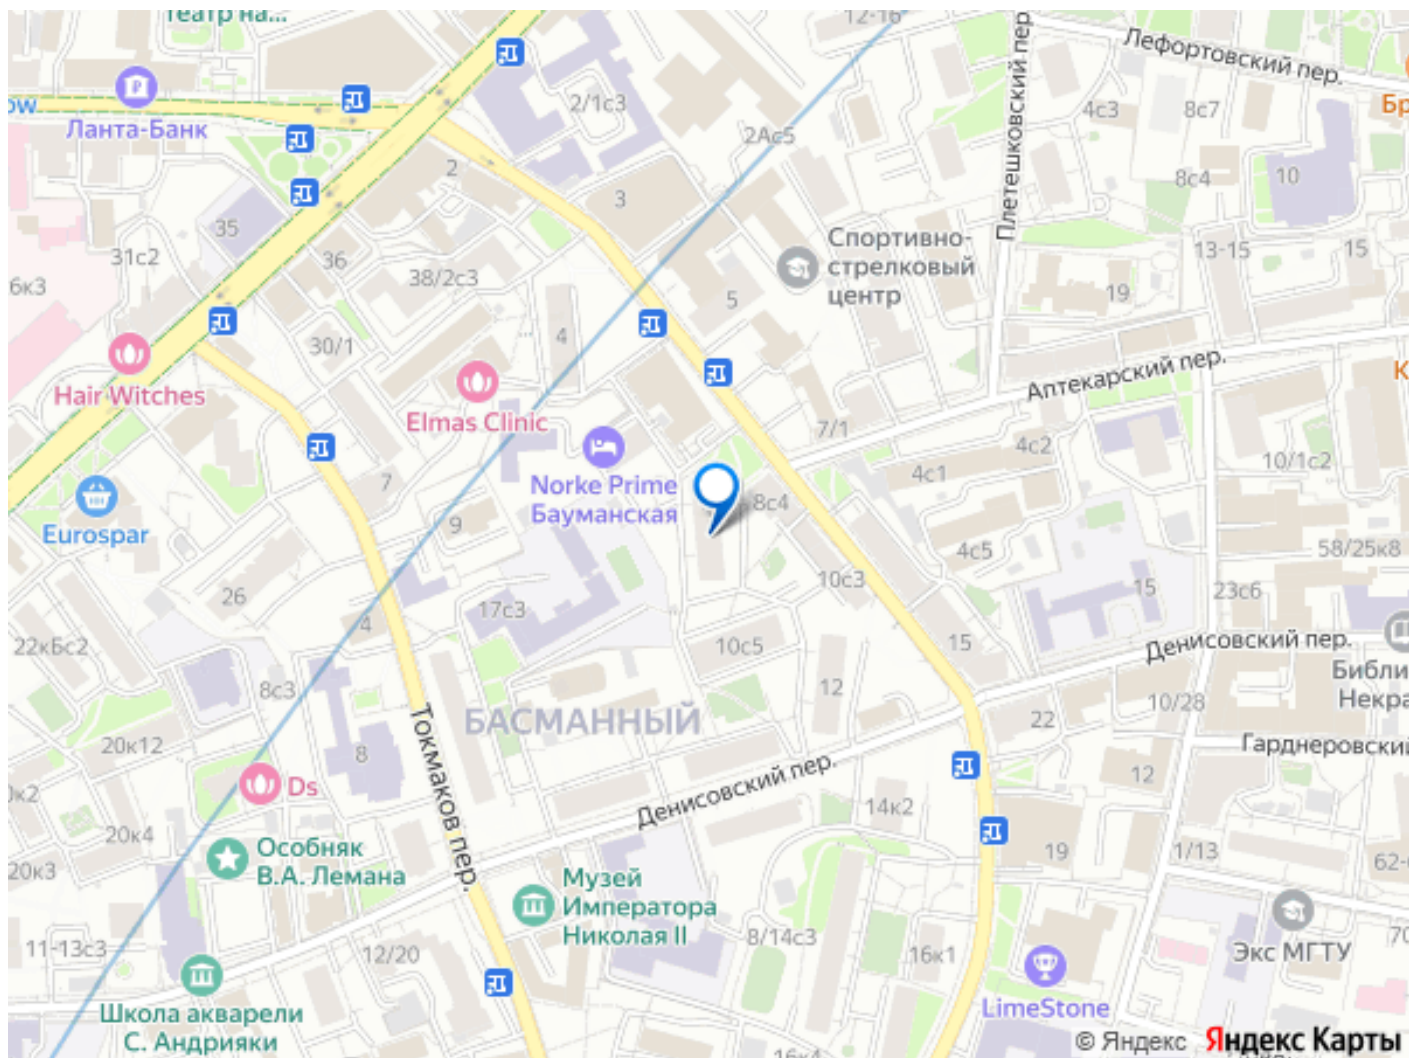 театр на...
12-16
Лефортовский пер.
Ланта-Банк
2/1с3
2Ас5
4с3
8с7
Бр
2
3
8с4
10
Плетешковский пер.
35
31с2
36
38/2с3
Спортивно-
стрелковый
центр
13-15
15
6к3
5
19
30/1
4
Hair Witches
Elmas Clinic
Аптекарский пер.
К
7/1
4с2
4с1
10/1с2
7
Norke Prime
Бауманская
8с4
Eurospar
9
4с5
58/25к8
26
17с3
10с3
15
23с6
4
22кБс2
10с5
15
Денисовский пер.
Библи
Некра
8с3
12
10/28
БАСМАННЫЙ
22
20к12
8
Токмаков пер.
Гарднеровский
12
Ds
Денисовский пер.
14к2
20к4
Особняк
В.А. Лемана
19
1/13
62-
20к3
Музей
Императора
Николая II
8/14с3
11-13с3
12/20
16к1
Экс МГТУ
70
LimeStone
Школа акварели
С. Андрияки
16к4
© Яндекс Яндекс Карты